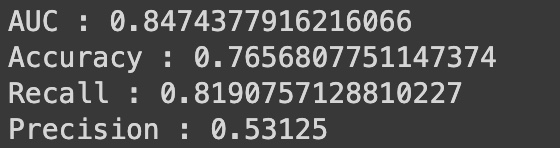 AUC : 0.8474377916216066
Accuracy : 0.7656807751147374
Recall : 0.8190757128810227
Precision : 0.53125